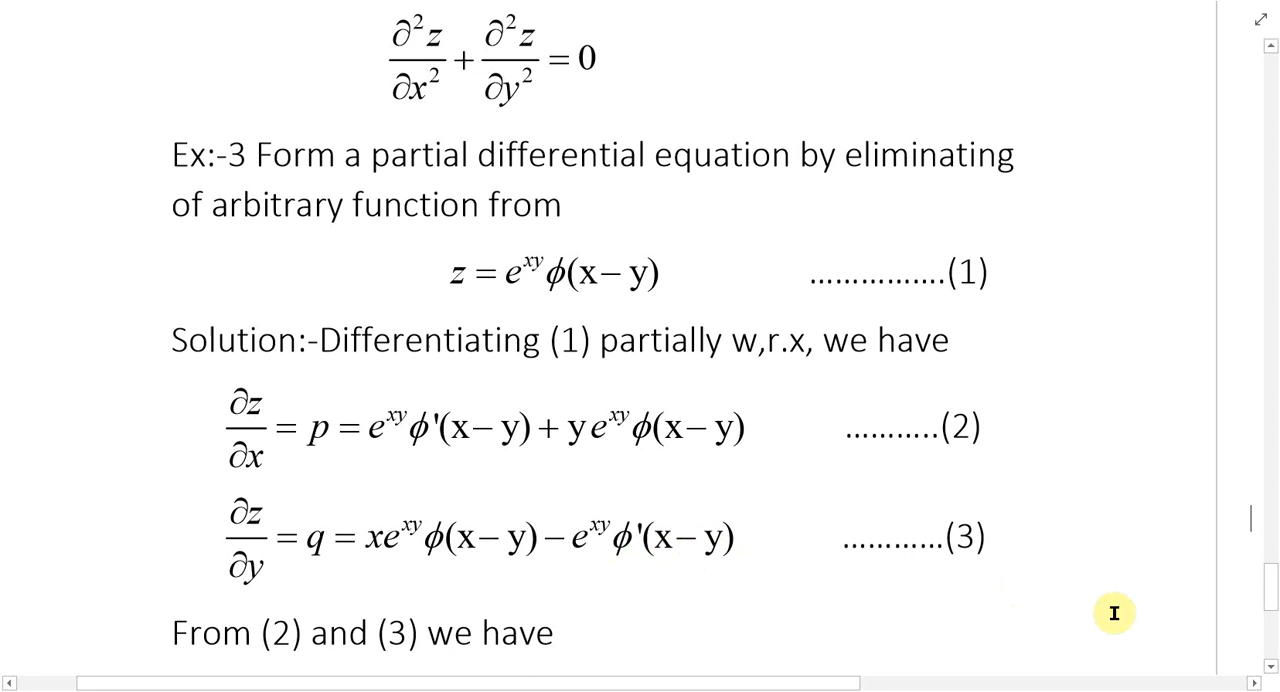 ∂²z/∂x² + ∂²z/∂y² = 0
Ex:-3 Form a partial differential equation by eliminating
of arbitrary function from
z = e^{xy} ϕ(x− y) ................(1)
Solution:-Differentiating (1) partially w,r.x, we have
∂z/∂x = p = e^{xy} ϕ'(x− y) + y e^{xy} ϕ(x− y) ...........(2)
∂z/∂y = q = xe^{xy} ϕ(x− y) − e^{xy} ϕ'(x− y) ............(3)
From (2) and (3) we have